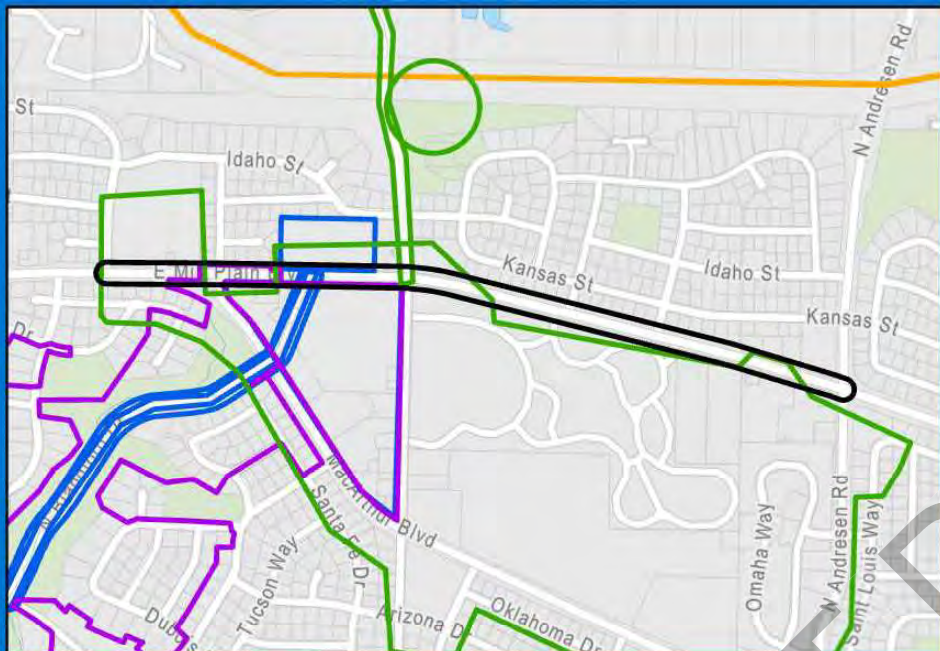 N Andresen Rd
St
Idaho St
E Mill Plain Blvd
Kansas St
Idaho St
Kansas St
Dr
MacArthur Blvd
Santa Fe Dr
Tucson Way
Arizona Dr
Oklahoma Dr
Omaha Way
N Andresen Rd
Saint Louis Way